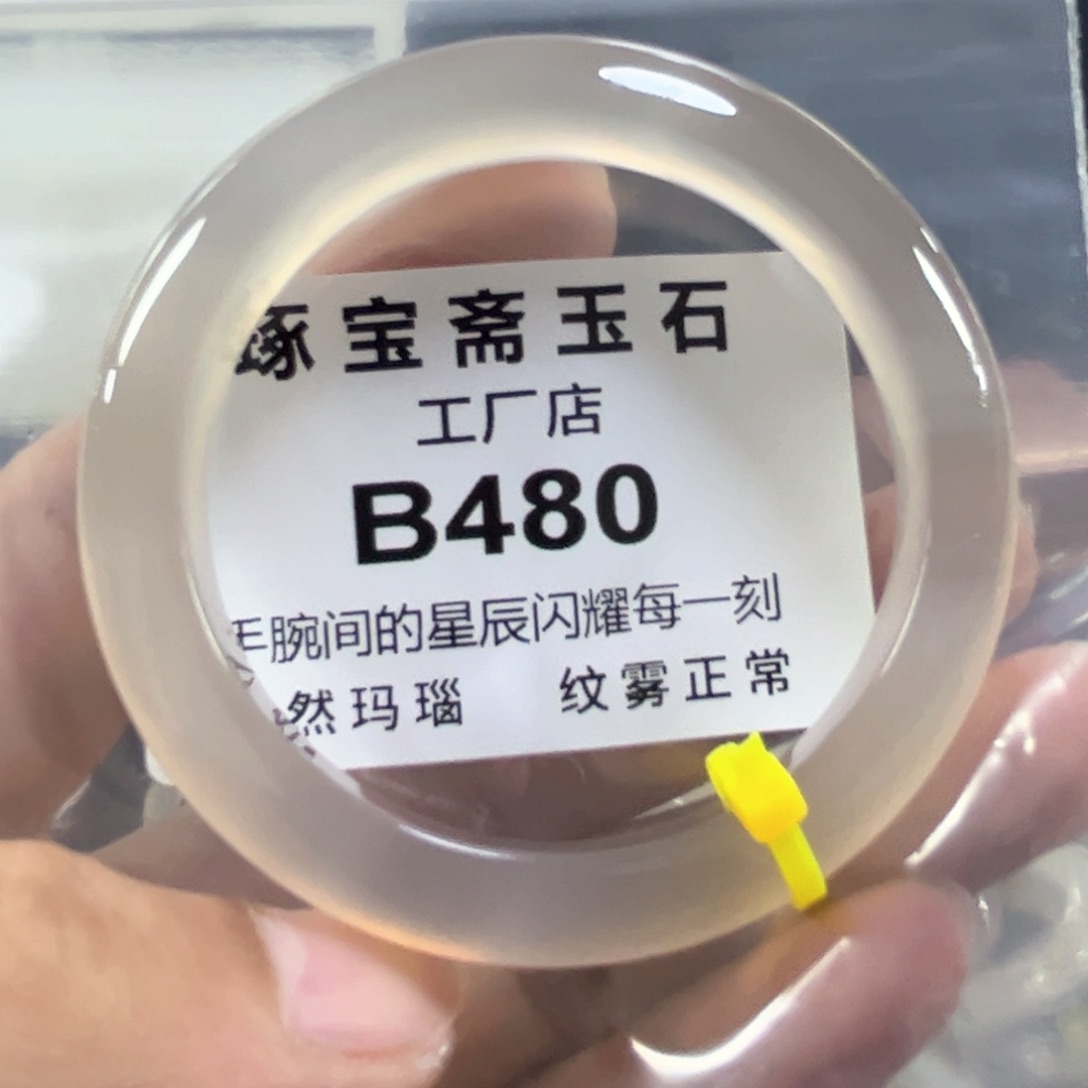 琢宝斋玉石
工厂店
B480
手腕间的星辰闪耀每一刻
然玛瑙 纹雾正常